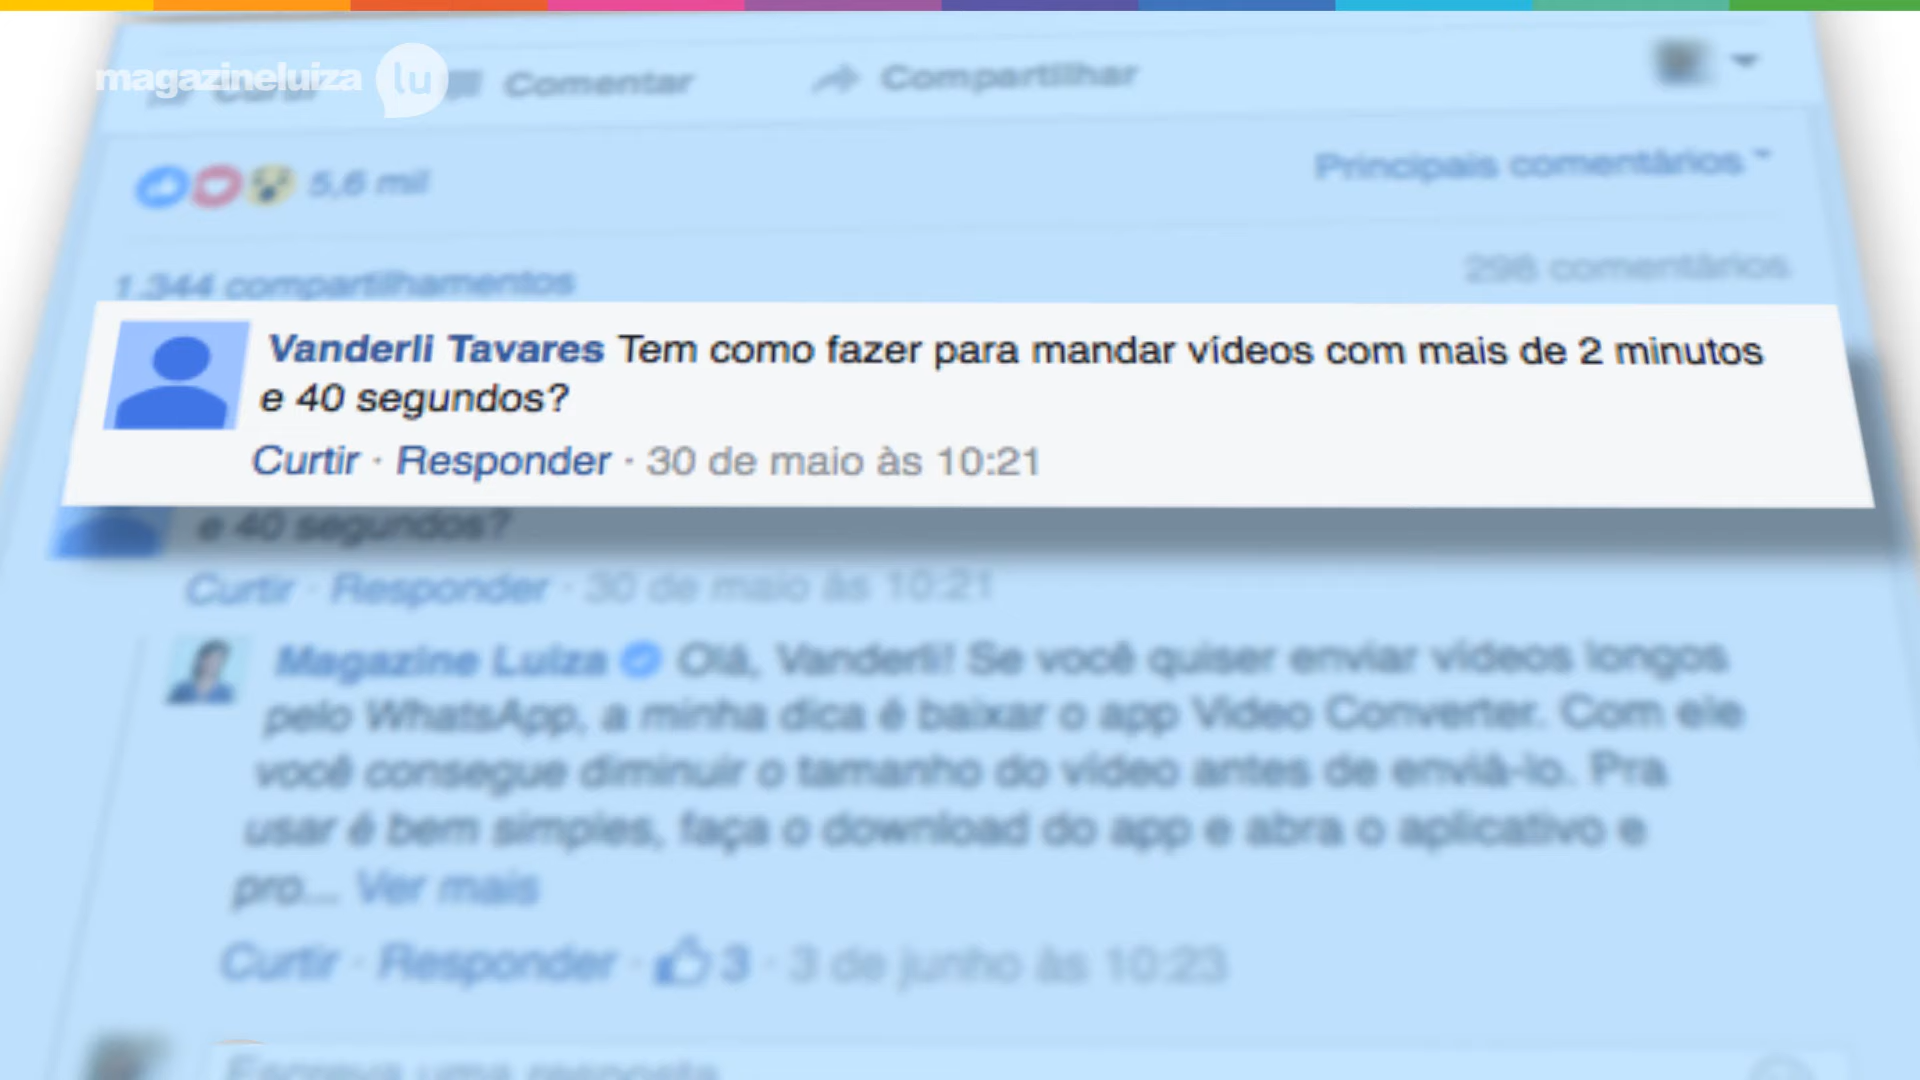 magazineluiza lu
Curtir Comentar Compartilhar
5,6 mil Principais comentários
1.344 compartilhamentos 298 comentários
Vanderli Tavares Tem como fazer para mandar vídeos com mais de 2 minutos
e 40 segundos?
Curtir · Responder · 30 de maio às 10:21
e 40 segundos?
Curtir · Responder · 30 de maio às 10:21
Magazine Luiza Olá, Vanderli! Se você quiser enviar vídeos longos
pelo WhatsApp, a minha dica é baixar o app Video Converter. Com ele
você consegue diminuir o tamanho do vídeo antes de enviá-lo. Pra
usar é bem simples, faça o download do app e abra o aplicativo e
pro... Ver mais
Curtir · Responder · 3 · 3 de junho às 10:23
Escreva uma resposta